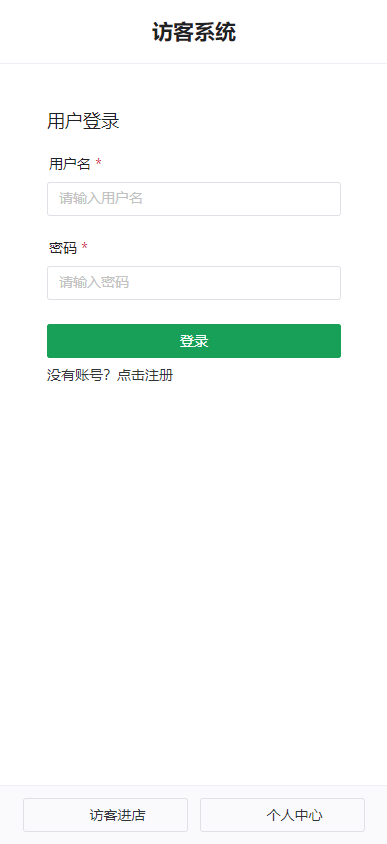 访客系统
用户登录
用户名 *
请输入用户名
密码 *
请输入密码
登录
没有账号？点击注册
访客进店
个人中心